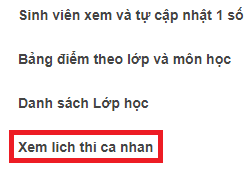 Sinh viên xem và tự cập nhật 1 số
Bảng điểm theo lớp và môn học
Danh sách Lớp học
Xem lich thi ca nhan